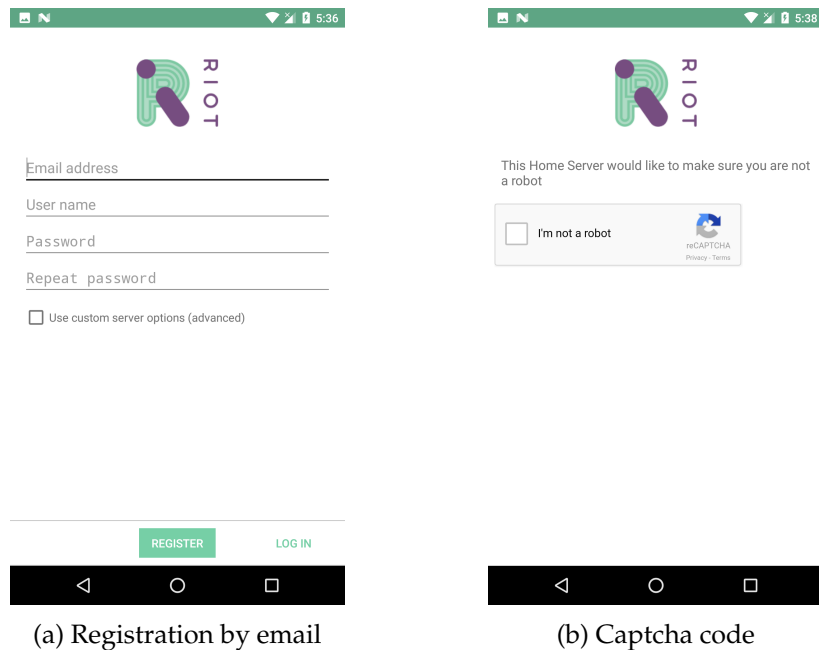 5:36
RIOT
Email address
User name
Password
Repeat password
Use custom server options (advanced)
REGISTER LOG IN
(a) Registration by email
5:38
RIOT
This Home Server would like to make sure you are not
a robot
I'm not a robot
reCAPTCHA
Privacy - Terms
(b) Captcha code